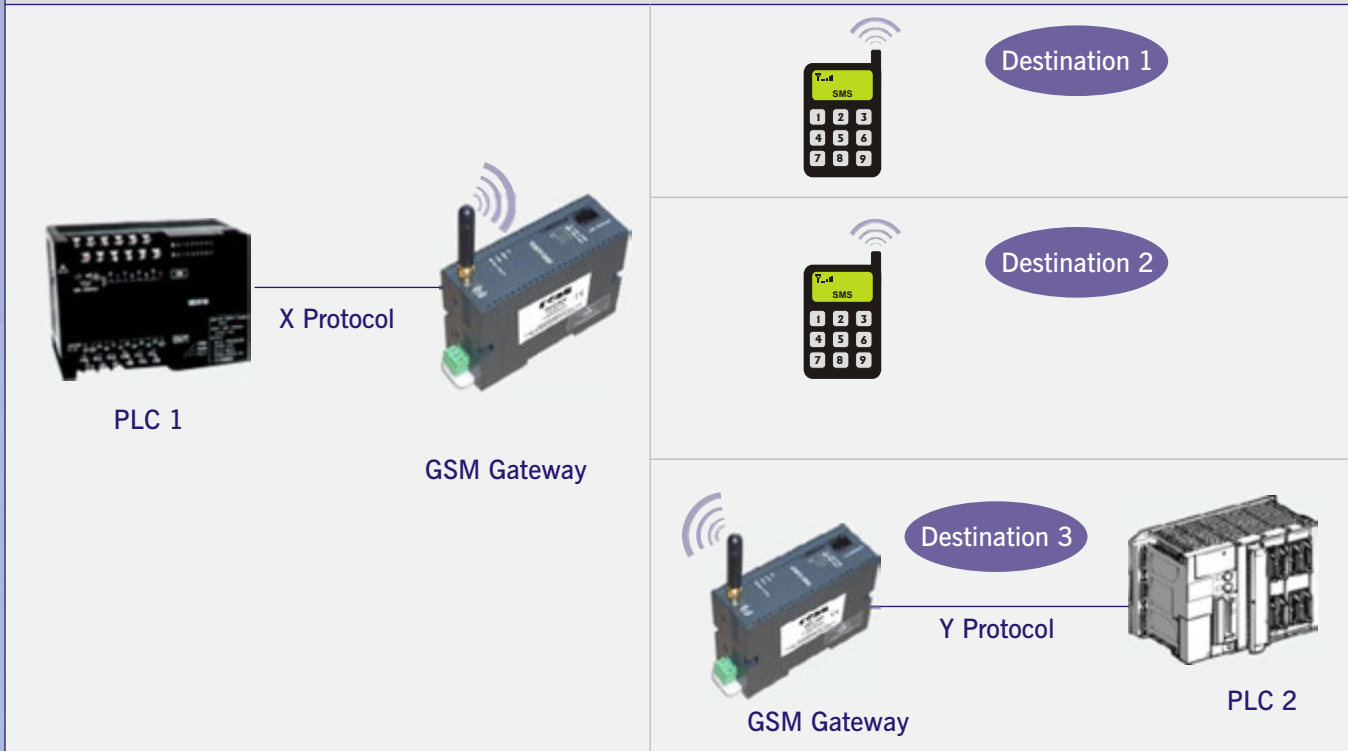 X Protocol
PLC 1
GSM Gateway
SMS
1 2 3
4 5 6
7 8 9
Destination 1
SMS
1 2 3
4 5 6
7 8 9
Destination 2
Destination 3
Y Protocol
GSM Gateway
PLC 2